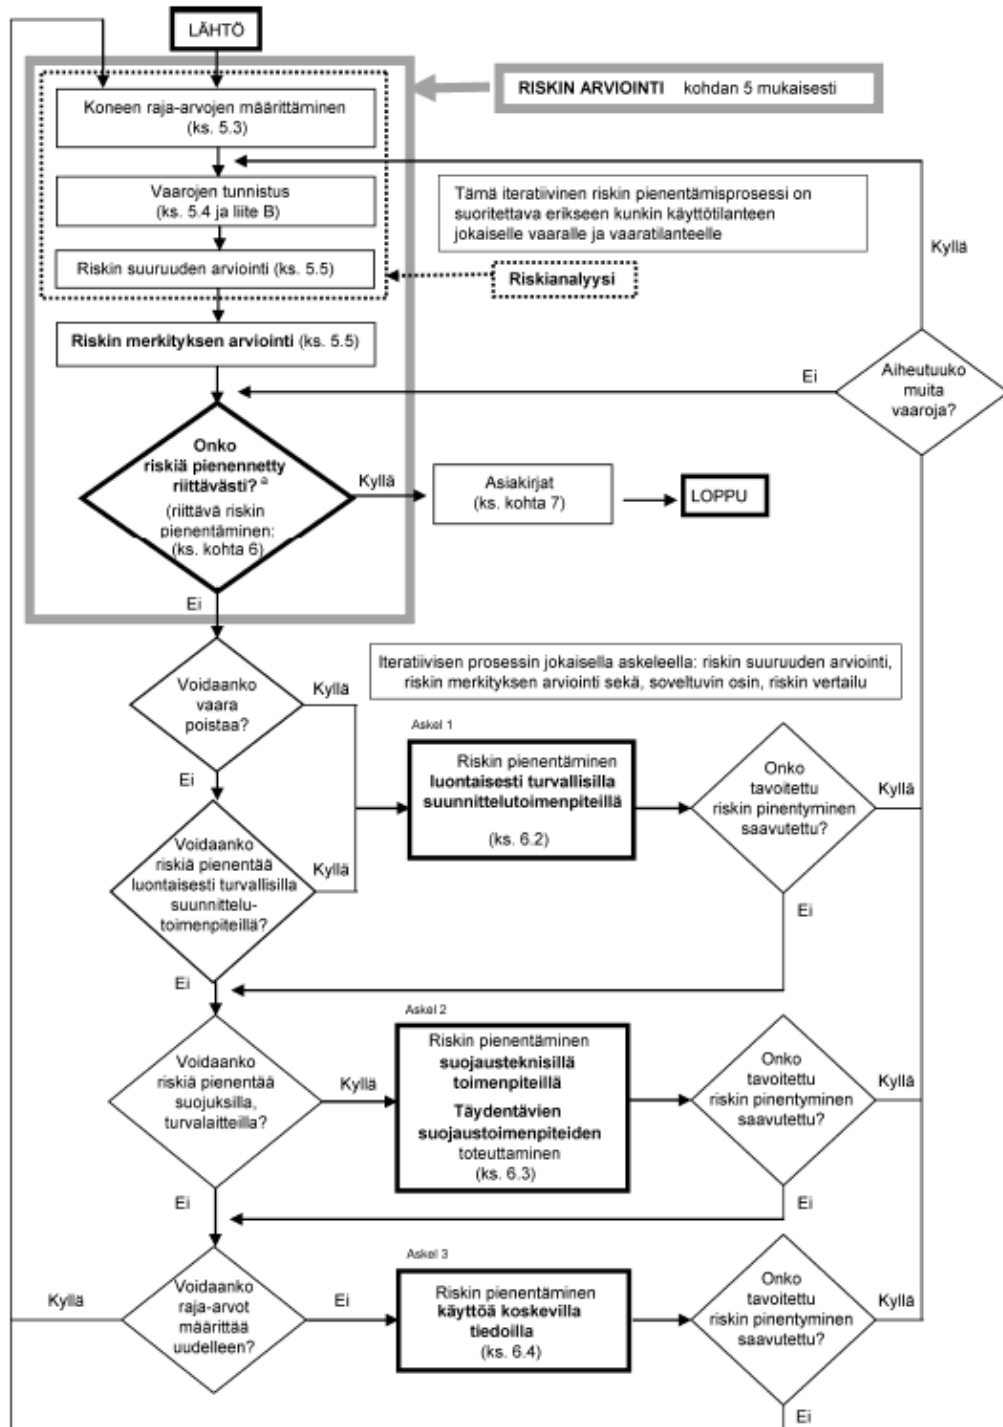 LÄHTÖ
RISKIN ARVIOINTI kohdan 5 mukaisesti
Koneen raja-arvojen määrittäminen
(ks. 5.3)
Vaarojen tunnistus
(ks. 5.4 ja liite B)
Tämä iteratiivinen riskin pienentämisprosessi on
suoritettava erikseen kunkin käyttötilanteen
jokaiselle vaaralle ja vaaratilanteelle
Kyllä
Riskin suuruuden arviointi (ks. 5.5)
Riskianalyysi
Riskin merkityksen arviointi (ks. 5.5)
Ei
Aiheutuuko
muita
vaaroja?
Onko
riskiä pienennetty
riittävästi? a
(riittävä riskin
pienentäminen:
(ks. kohta 6)
Kyllä
Asiakirjat
(ks. kohta 7)
LOPPU
Ei
Iteratiivisen prosessin jokaisella askeleella: riskin suuruuden arviointi,
riskin merkityksen arviointi sekä, soveltuvin osin, riskin vertailu
Voidaanko
vaara
poistaa?
Kyllä
Ei
Askel 1
Riskin pienentäminen
luontaisesti turvallisilla
suunnittelutoimenpiteillä
(ks. 6.2)
Onko
tavoitettu
riskin pinentyminen
saavutettu?
Kyllä
Ei
Voidaanko
riskiä pienentää
luontaisesti turvallisilla
suunnittelu-
toimenpiteillä?
Kyllä
Ei
Askel 2
Voidaanko
riskiä pienentää
suojuksilla,
turvalaitteilla?
Kyllä
Riskin pienentäminen
suojausteknisillä
toimenpiteillä
Täydentävien
suojaustoimenpiteiden
toteuttaminen
(ks. 6.3)
Onko
tavoitettu
riskin pinentyminen
saavutettu?
Kyllä
Ei
Ei
Askel 3
Kyllä
Voidaanko
raja-arvot
määrittää
uudelleen?
Ei
Riskin pienentäminen
käyttöä koskevilla
tiedoilla
(ks. 6.4)
Onko
tavoitettu
riskin pinentyminen
saavutettu?
Kyllä
Ei